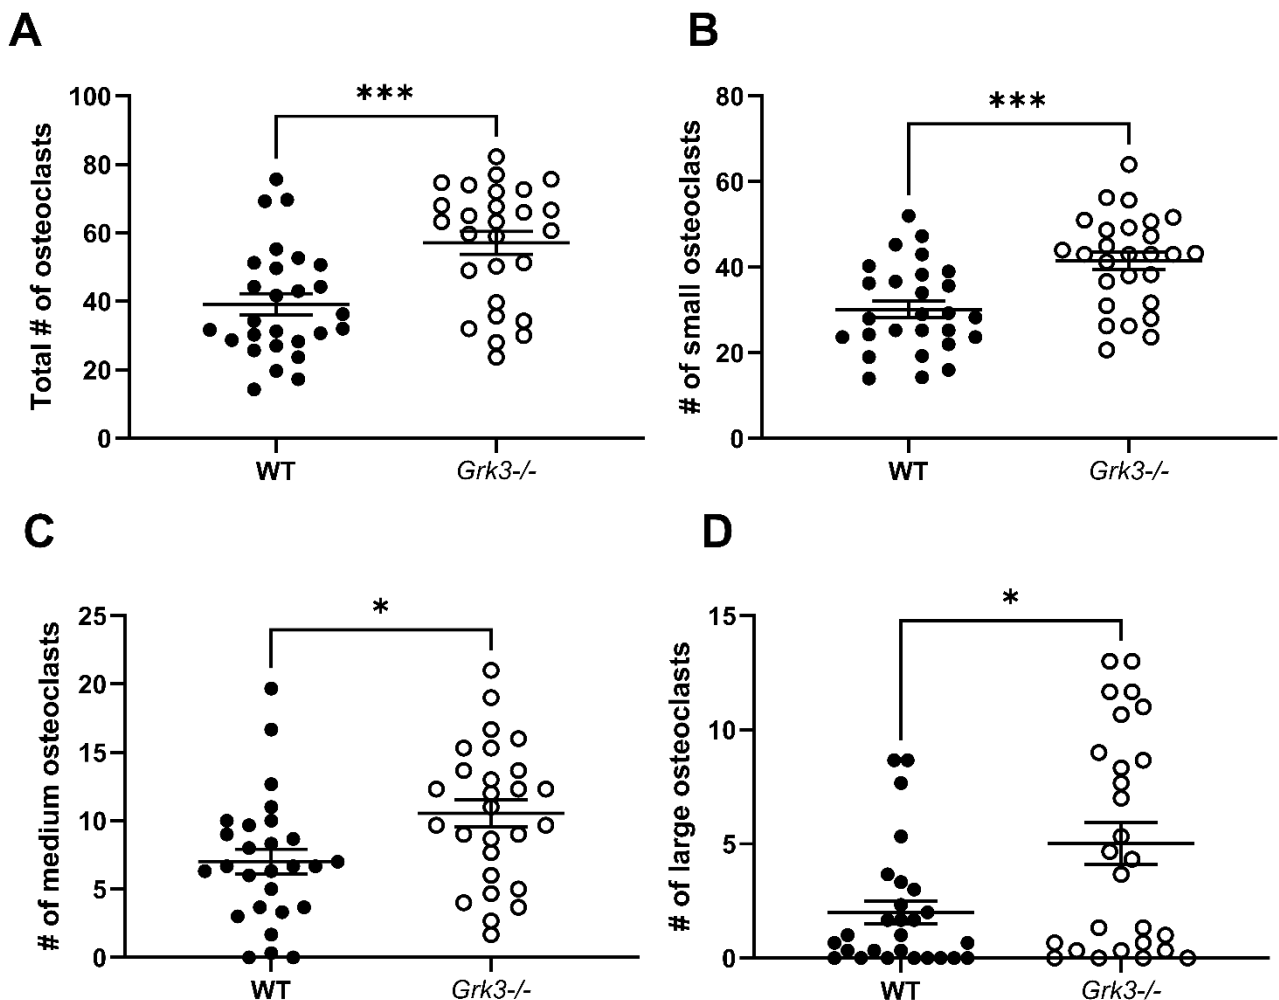 A
Total # of osteoclasts
100
80
60
40
20
0
***
WT
Grk3-/-
B
# of small osteoclasts
80
60
40
20
0
***
WT
Grk3-/-
C
# of medium osteoclasts
25
20
15
10
5
0
*
WT
Grk3-/-
D
# of large osteoclasts
15
10
5
0
*
WT
Grk3-/-